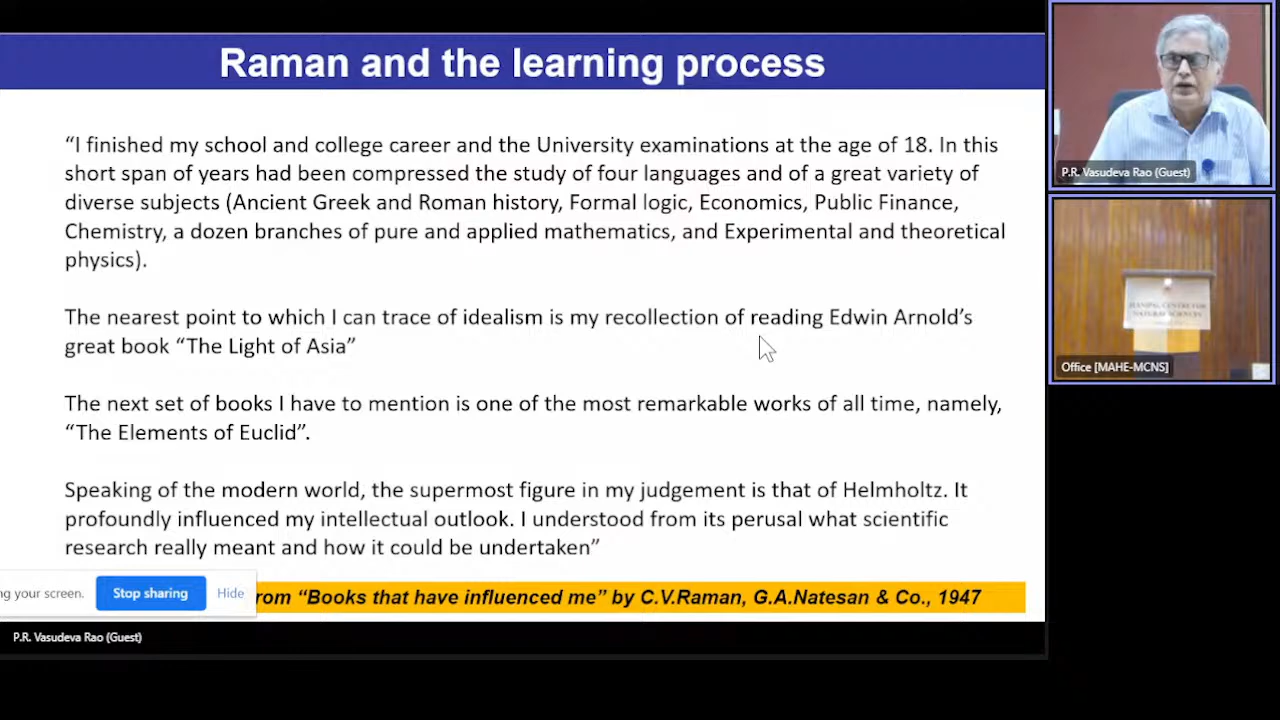 Raman and the learning process
“I finished my school and college career and the University examinations at the age of 18. In this
short span of years had been compressed the study of four languages and of a great variety of
diverse subjects (Ancient Greek and Roman history, Formal logic, Economics, Public Finance,
Chemistry, a dozen branches of pure and applied mathematics, and Experimental and theoretical
physics).
The nearest point to which I can trace of idealism is my recollection of reading Edwin Arnold’s
great book “The Light of Asia”
The next set of books I have to mention is one of the most remarkable works of all time, namely,
“The Elements of Euclid”.
Speaking of the modern world, the supermost figure in my judgement is that of Helmholtz. It
profoundly influenced my intellectual outlook. I understood from its perusal what scientific
research really meant and how it could be undertaken”
ng your screen.
Stop sharing
Hide
rom “Books that have influenced me” by C.V.Raman, G.A.Natesan & Co., 1947
P.R. Vasudeva Rao (Guest)
P.R. Vasudeva Rao (Guest)
MANIPAL CENTRE FOR
NATURAL SCIENCES
Office [MAHE-MCNS]